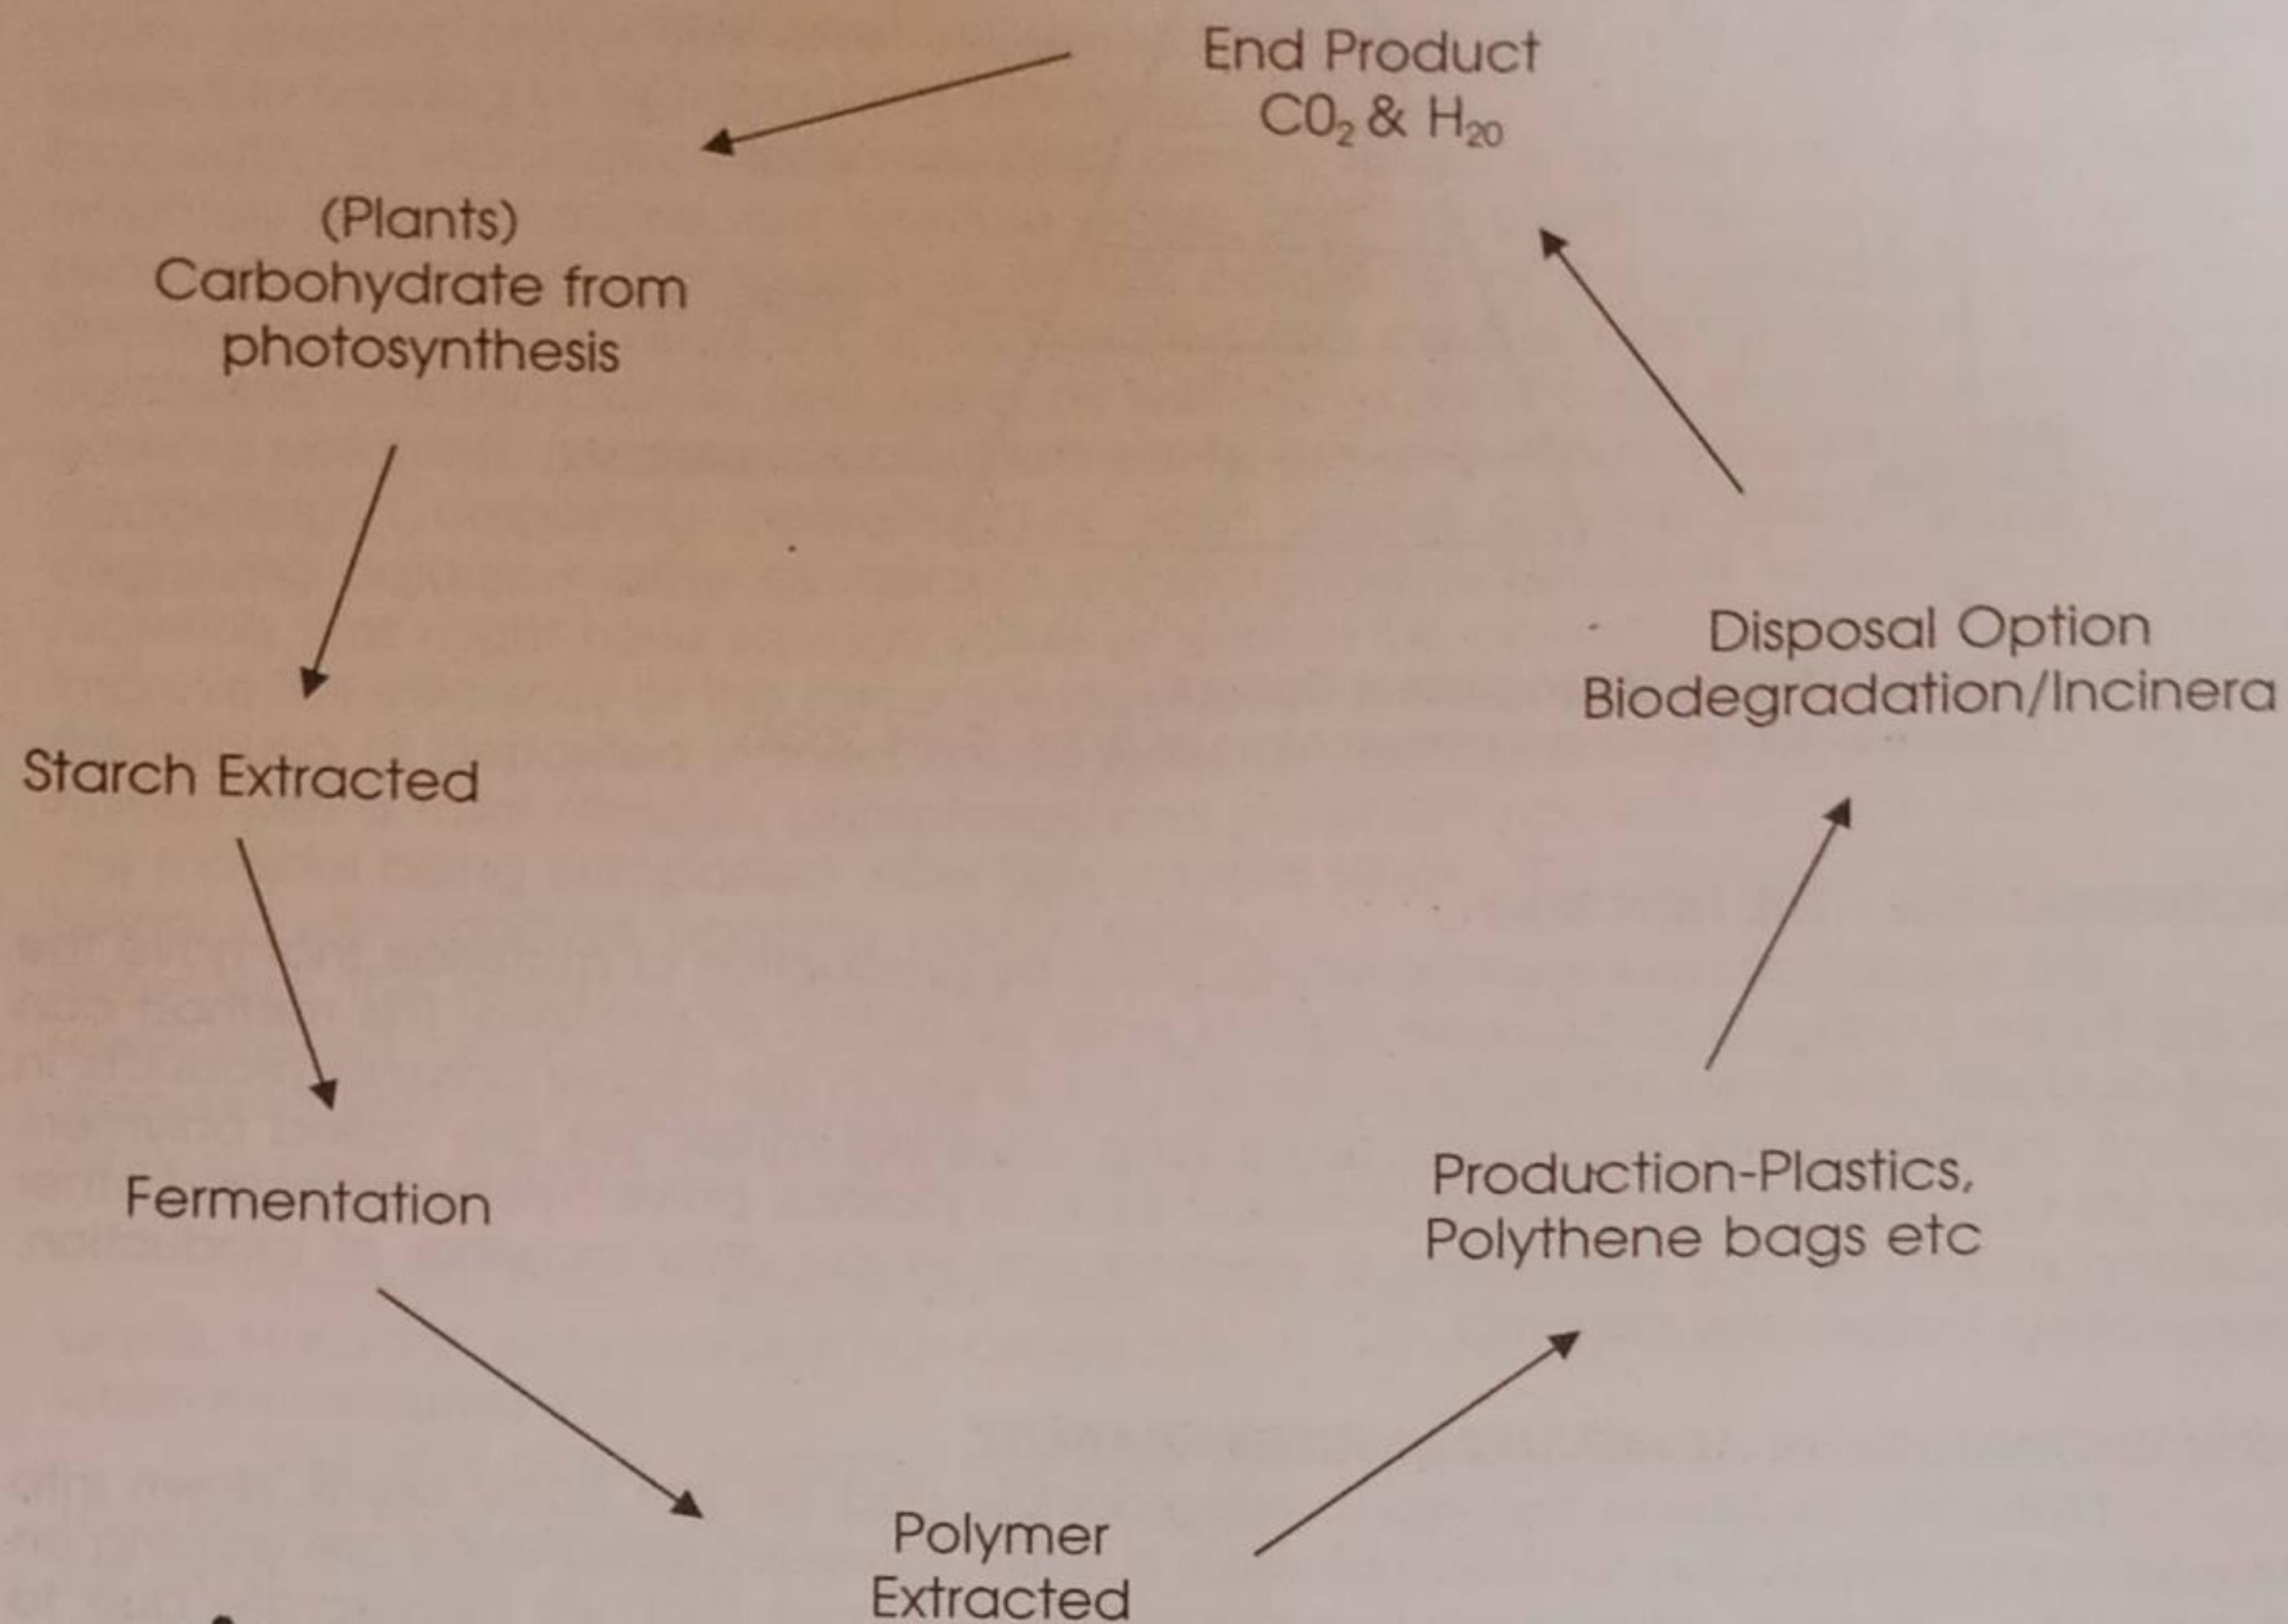 End Product
C0₂ & H₂₀
(Plants)
Carbohydrate from
photosynthesis
Starch Extracted
Fermentation
Polymer
Extracted
Production-Plastics,
Polythene bags etc
Disposal Option
Biodegradation/Incinera